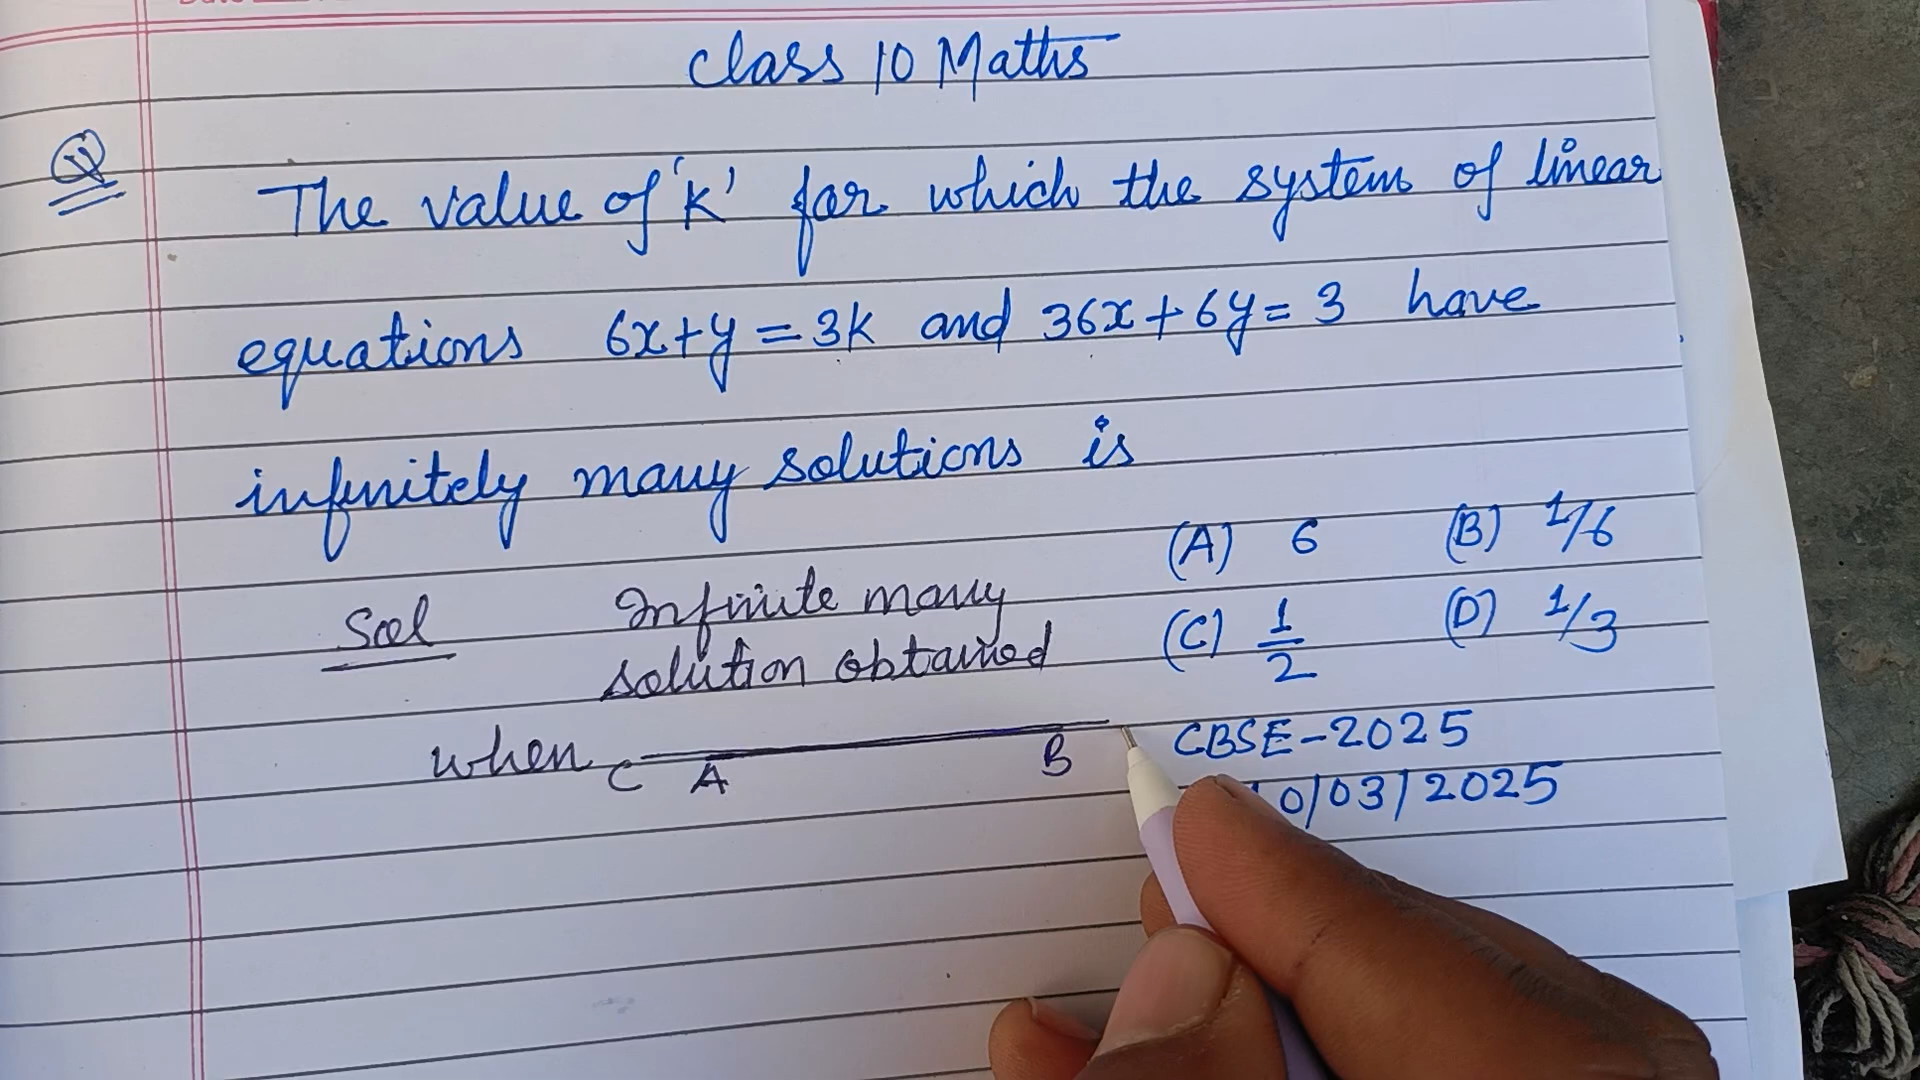 Class 10 Maths
Q The value of 'K' for which the system of linear
equations 6x+y=3K and 36x+6y=3 have
infinitely many solutions is
(A) 6 (B) 1/6
(C) 1/2 (D) 1/3
Sol Infinite many
solution obtained
when
C A B
CBSE-2025
10/03/2025